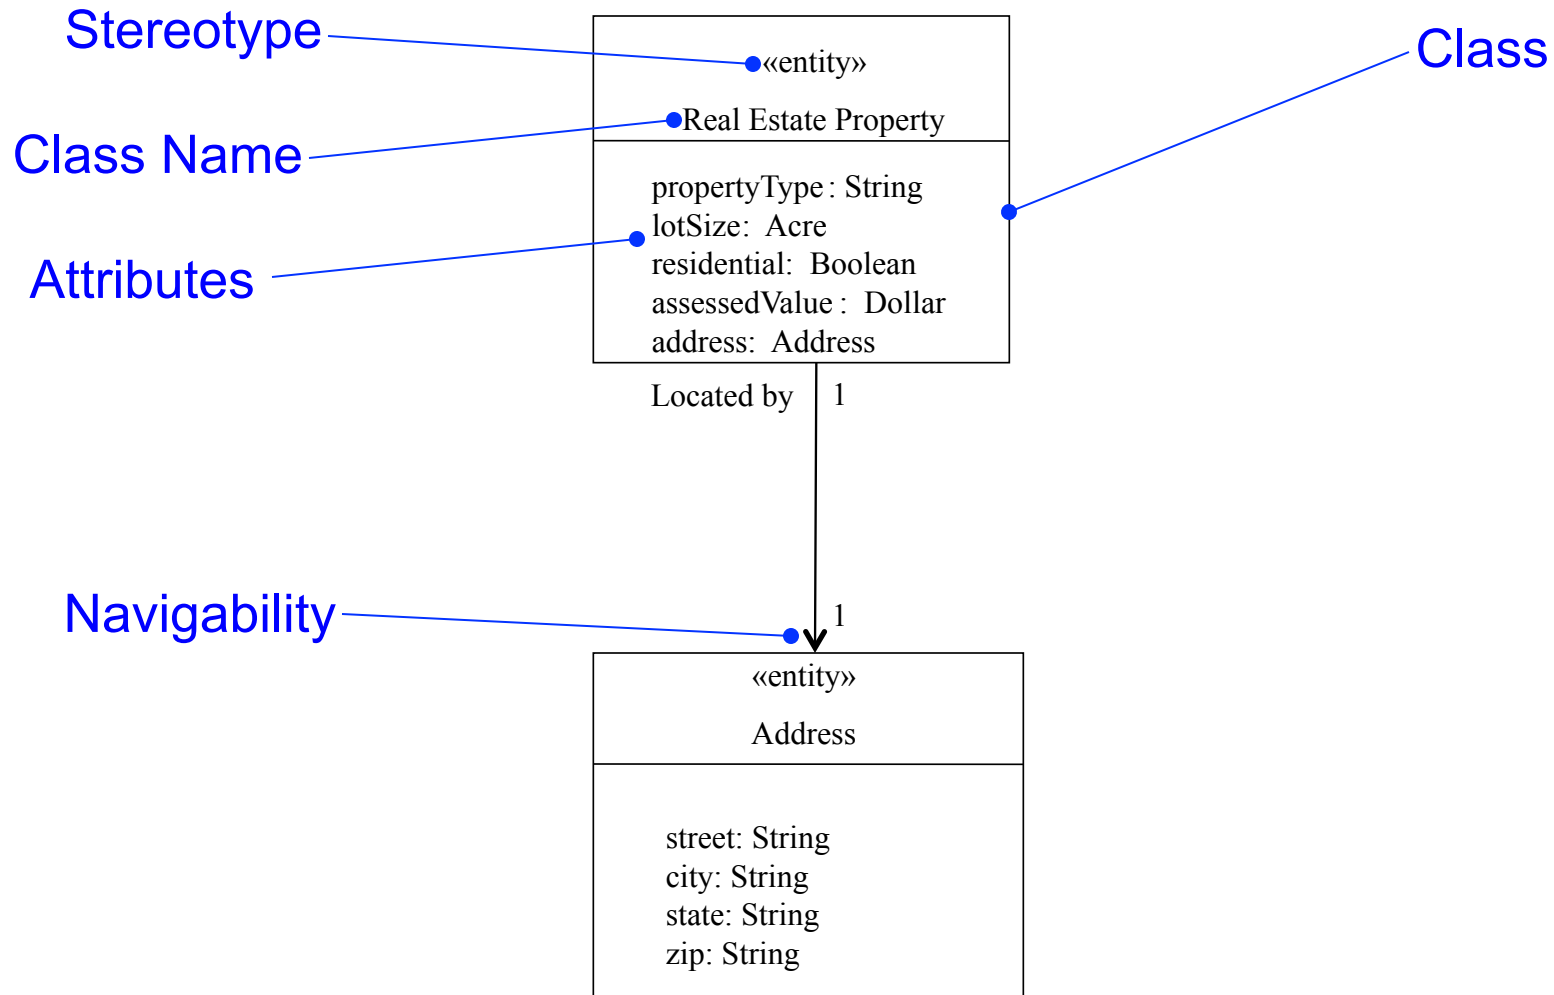 Stereotype
Class
«entity»
Real Estate Property
Class Name
propertyType : String
lotSize: Acre
Attributes
residential: Boolean
assessedValue : Dollar
address: Address
Located by 1
Navigability
1
«entity»
Address
street: String
city: String
state: String
zip: String